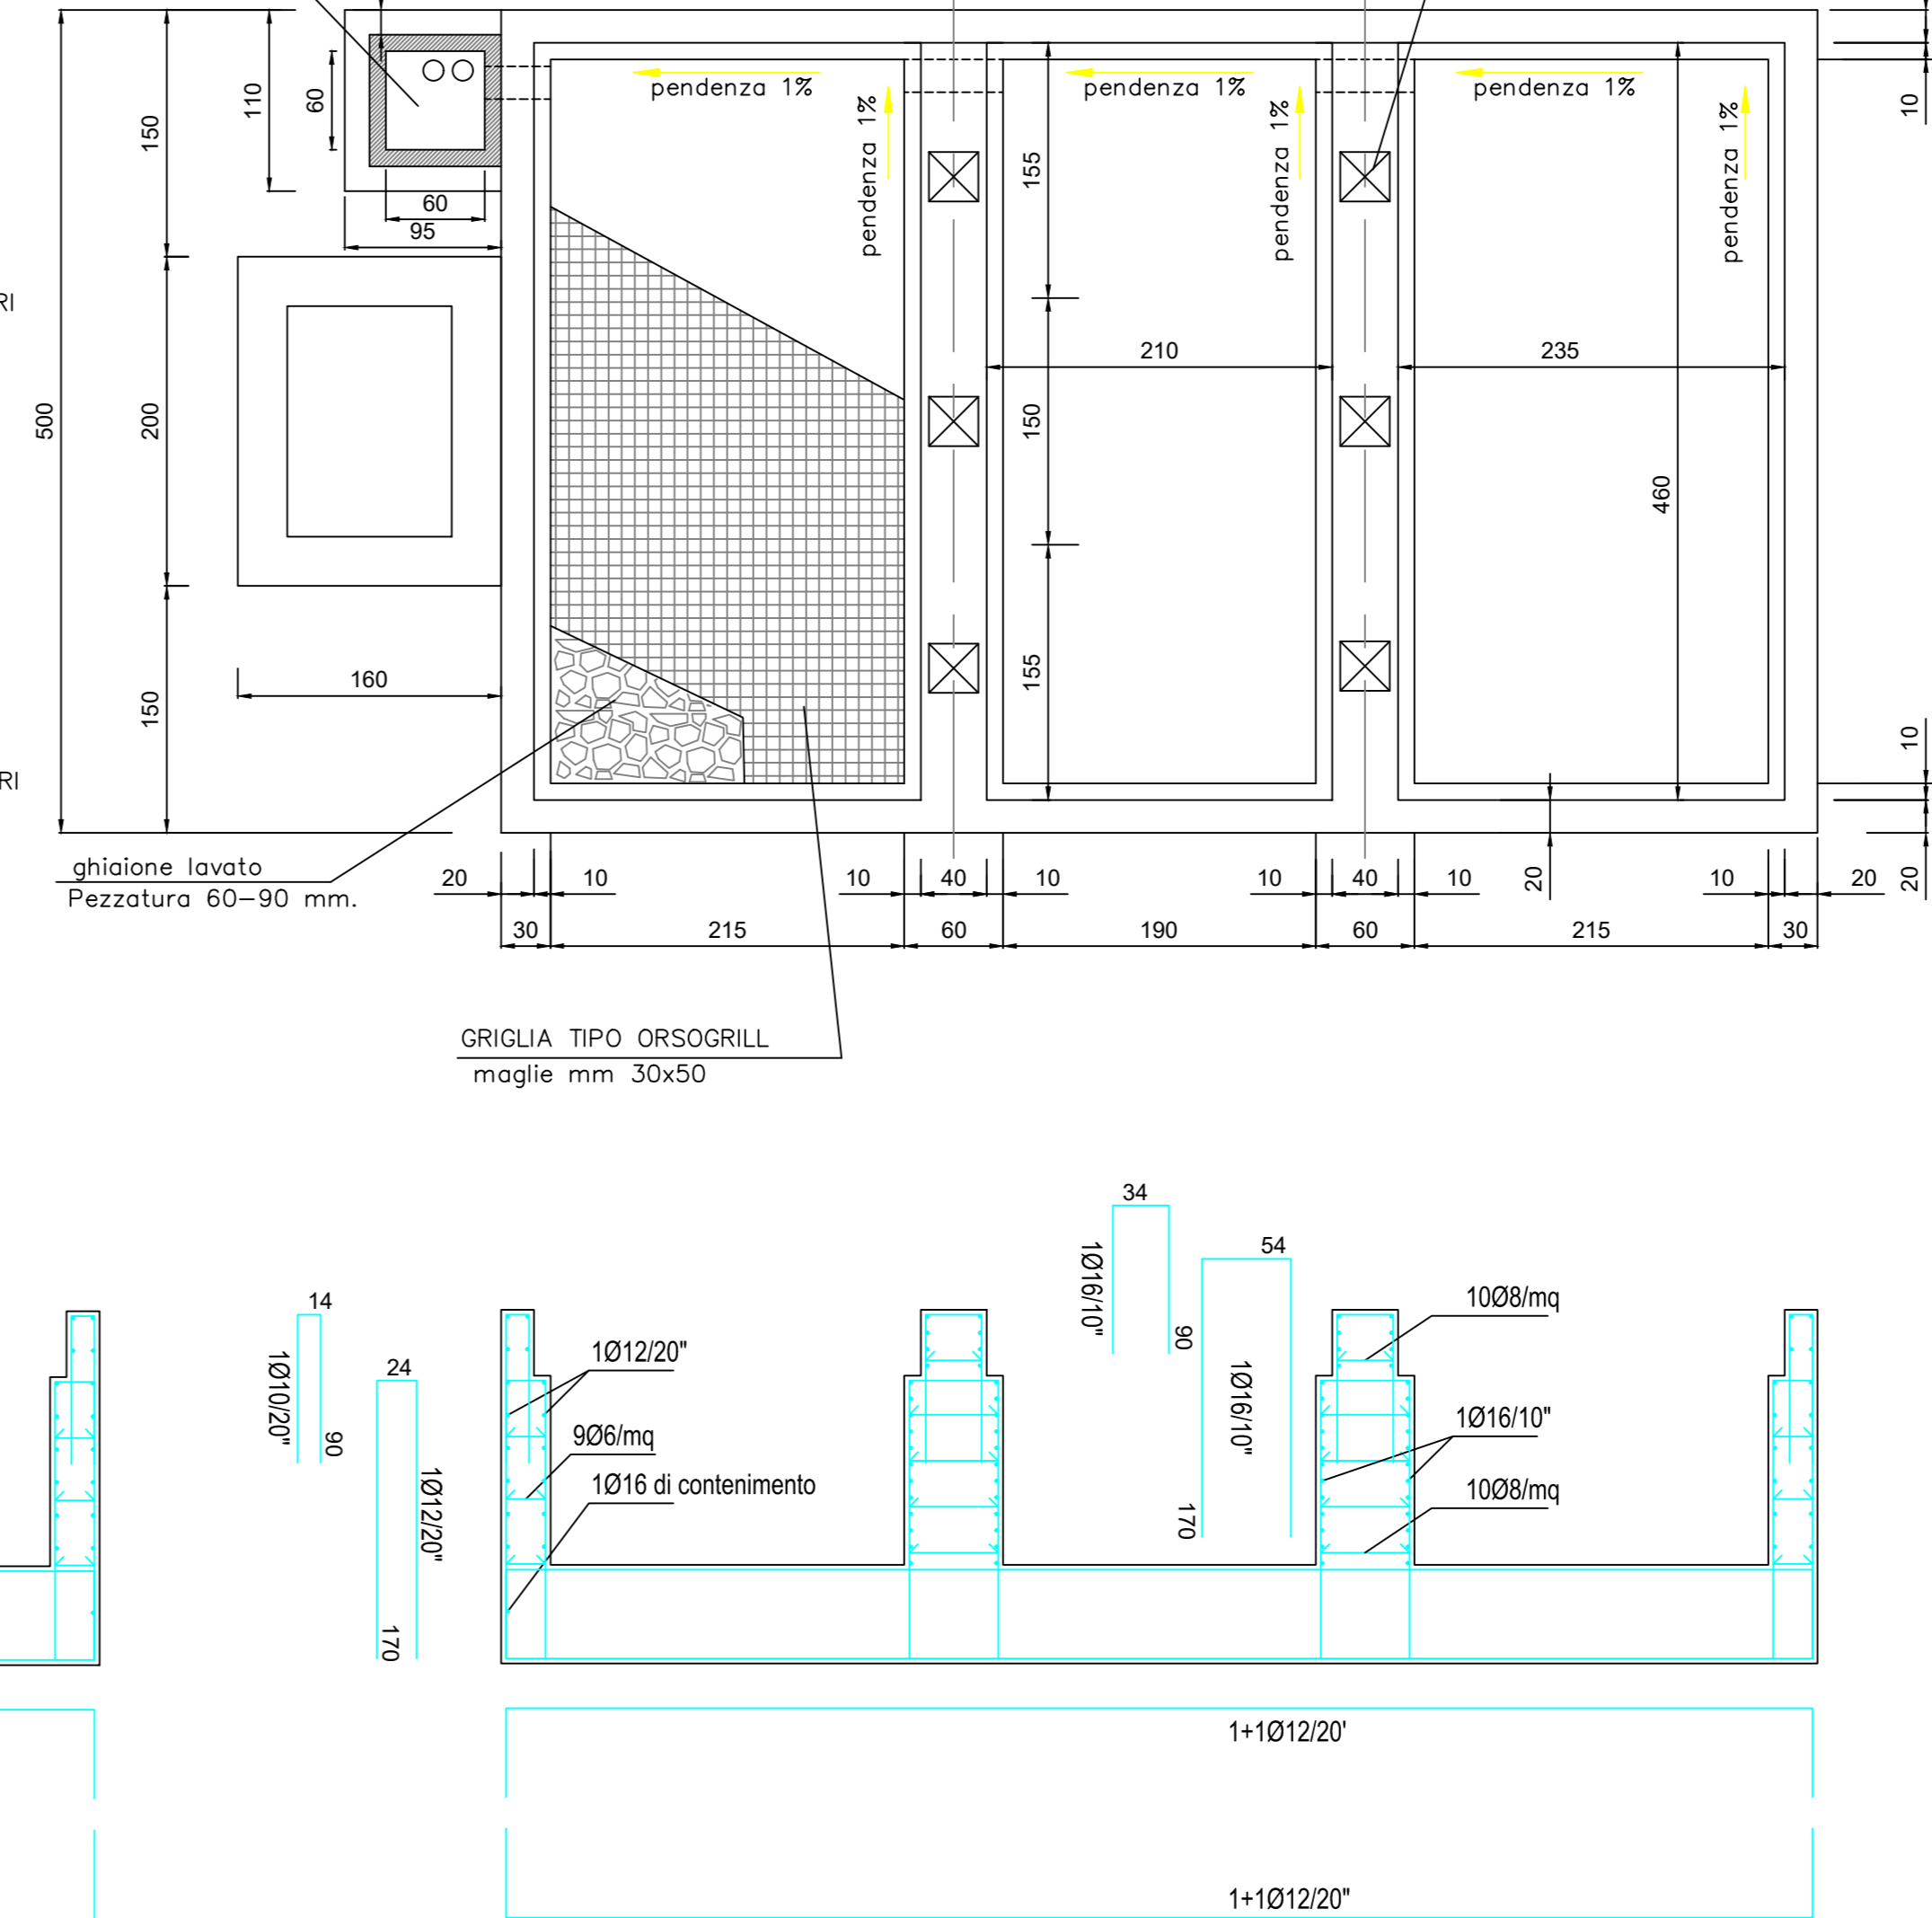 110
60
150
10
pendenza 1%
pendenza 1%
pendenza 1%
pendenza 1%
pendenza 1%
pendenza 1%
155
60
95
RI
210
235
500
200
150
460
160
150
155
10
RI
ghiaione lavato
Pezzatura 60-90 mm.
20
10
10
40
10
10
40
10
20
10
20
20
30
215
60
190
60
215
30
GRIGLIA TIPO ORSOGRILL
maglie mm 30x50
34
1Ø16/10"
90
54
1Ø16/10"
170
14
1Ø10/20"
90
24
1Ø12/20"
170
1Ø12/20"
9Ø6/mq
1Ø16 di contenimento
10Ø8/mq
1Ø16/10"
10Ø8/mq
1+1Ø12/20'
1+1Ø12/20"